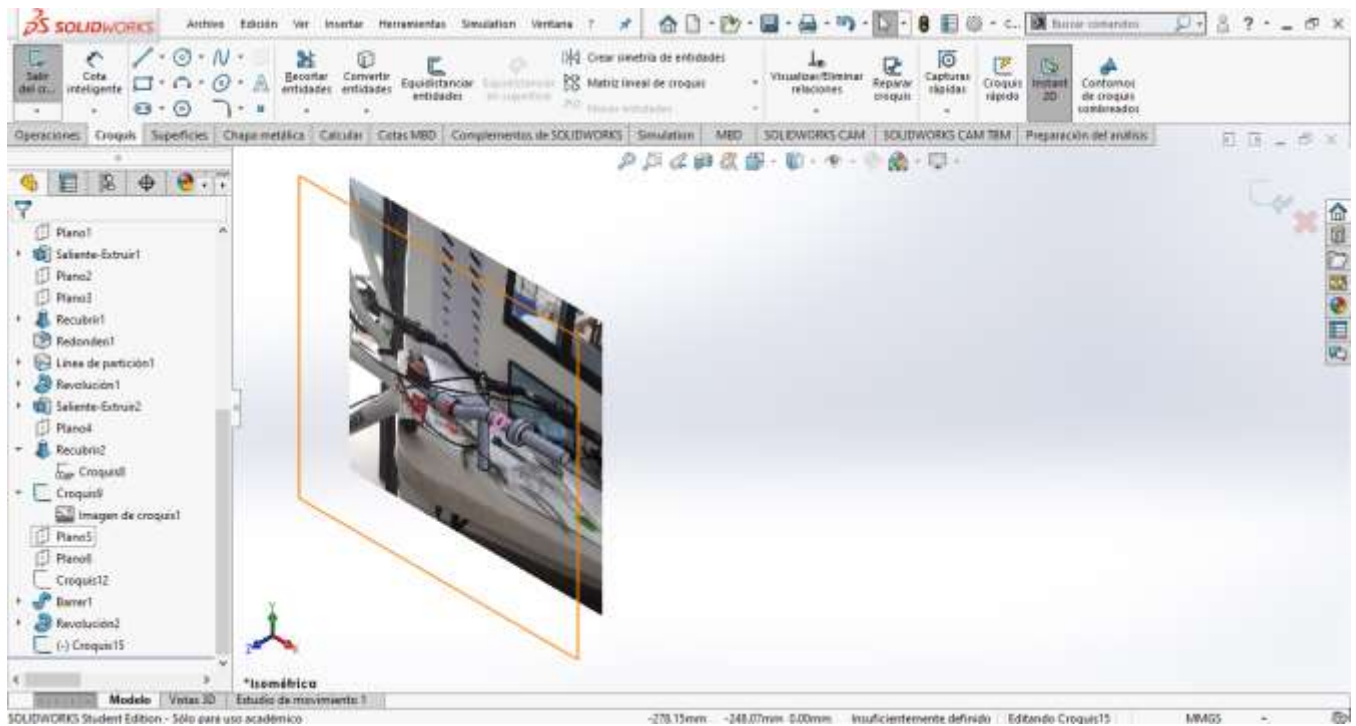 SOLIDWORKS Archivo Edición Ver Insertar Herramientas Simulation Ventana ? Buscar comandos
Salir del cr... Cota inteligente Recortar entidades Convertir entidades Equidistanciar entidades Crear simetría de entidades Matriz lineal de croquis Mover entidades Visualizar/Eliminar relaciones Reparar croquis Capturas rápidas Croquis rápido Instant 2D Contornos de croquis sombreados
Operaciones Croquis Superficies Chapa metálica Calcular Cotas MBD Complementos de SOLIDWORKS Simulation MBD SOLIDWORKS CAM SOLIDWORKS CAM TBM Preparación del análisis
Plano1
Saliente-Extruir1
Plano2
Plano3
Recubrir1
Redondeo1
Línea de partición1
Revolución1
Saliente-Extruir2
Plano4
Recubrir2
Croquis8
Croquis9
Imagen de croquis1
Plano5
Plano6
Croquis12
Barrer1
Revolución2
(-) Croquis15
*Isométrica
Modelo Vistas 3D Estudio de movimiento 1
SOLIDWORKS Student Edition - Sólo para uso académico -278.15mm -248.07mm 0.00mm Insuficientemente definido Editando Croquis15 MMGS